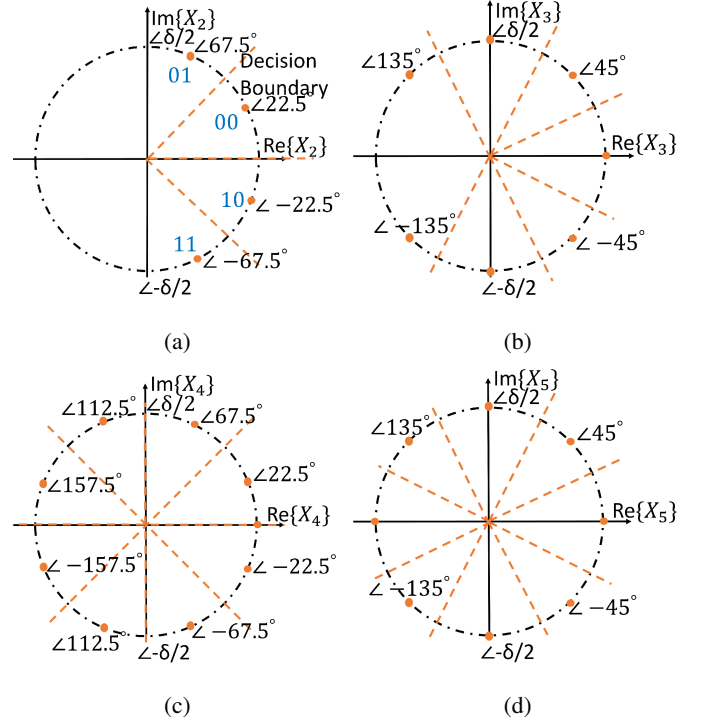 Im{X₂}
∠δ/2
∠67.5°
Decision
Boundary
01
∠22.5°
00
Re{X₂}
10
∠ −22.5°
11
∠ −67.5°
∠-δ/2
(a)
Im{X₃}
∠δ/2
∠135°
∠45°
Re{X₃}
∠ −135°
∠ −45°
∠-δ/2
(b)
Im{X₄}
∠112.5°
∠δ/2
∠67.5°
∠157.5°
∠22.5°
Re{X₄}
∠ −157.5°
∠ −22.5°
∠112.5°
∠ −67.5°
∠-δ/2
(c)
Im{X₅}
∠δ/2
∠135°
∠45°
Re{X₅}
∠ −135°
∠ −45°
∠-δ/2
(d)